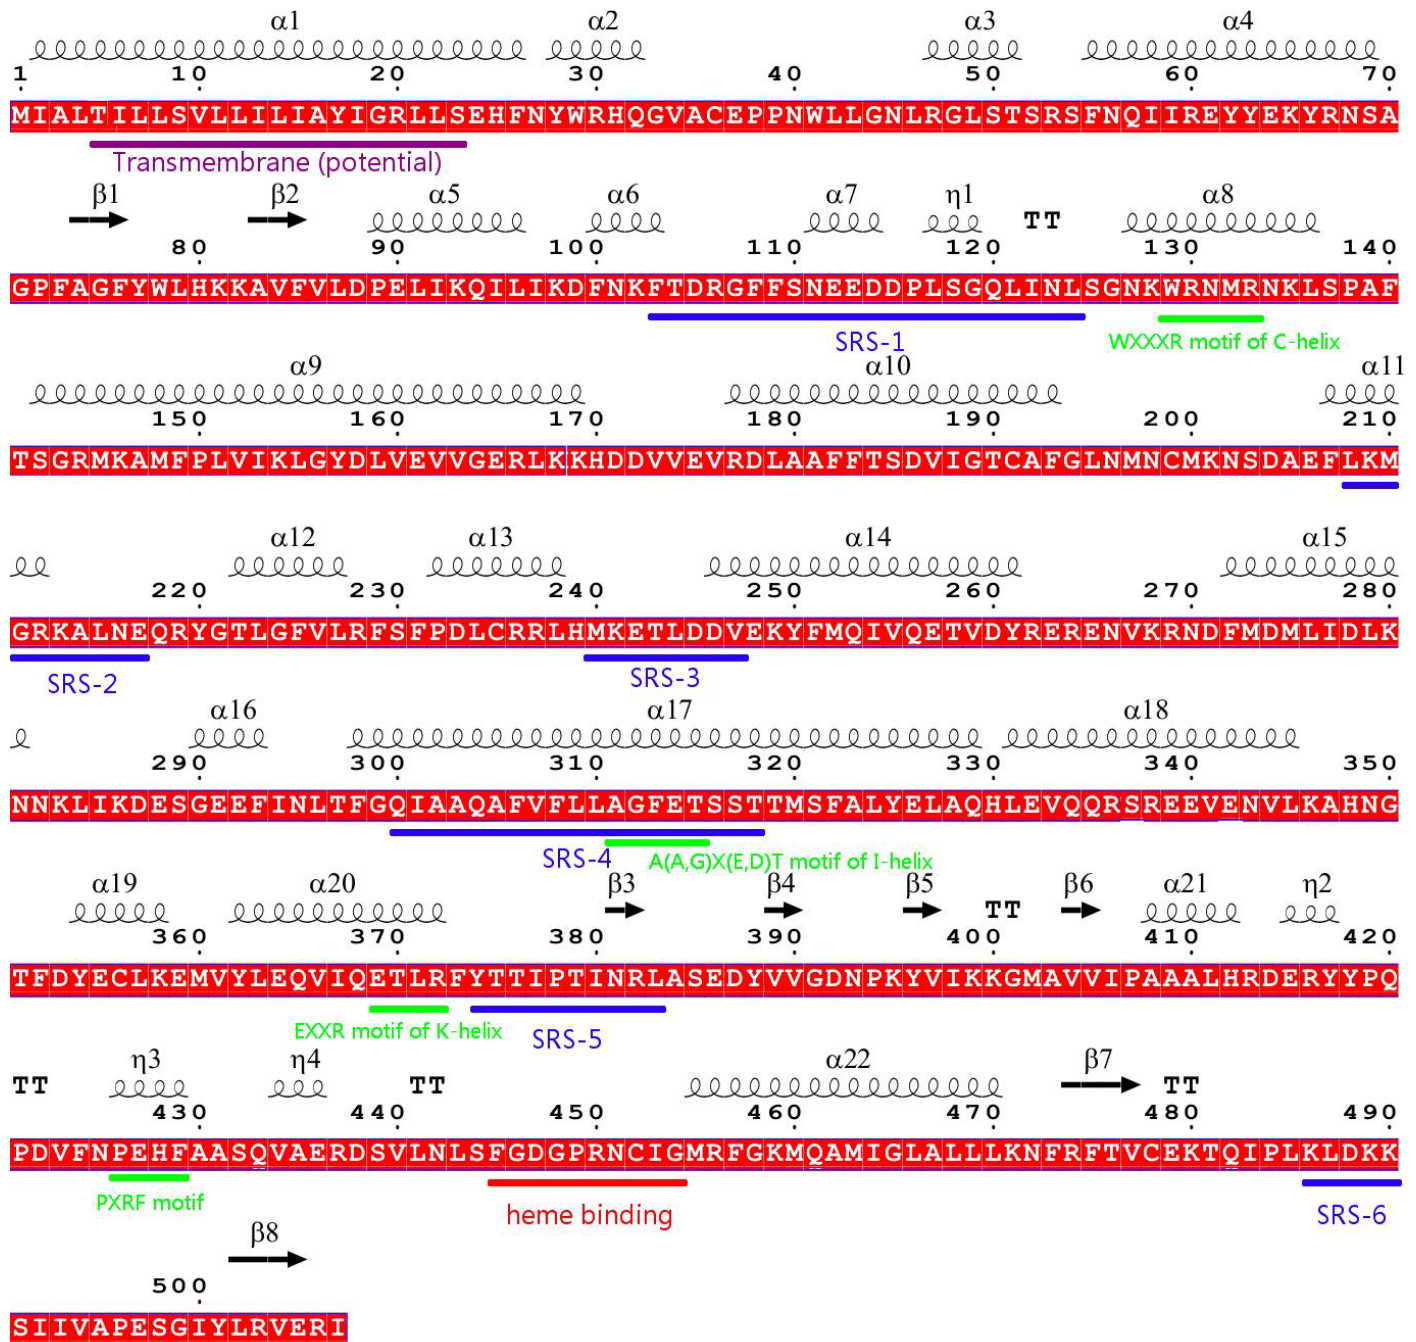 α1 α2 α3 α4
1 10 20 30 40 50 60 70
MIALTILLSVLLILIAYIGRLLSEHFNYWRHQGVACEPPNWLLGNLRGLSTSRSFNQIIREYYEKYRNSA
Transmembrane (potential)
β1 β2 α5 α6 α7 η1 TT α8
80 90 100 110 120 130 140
GPFAGFYWLHKKAVFVLDPELIKQILIKDFNKFTDRGFFSNEEDDPLSGQLINLSGNKWRNMRNKLSPAF
SRS-1 WXXXR motif of C-helix
α9 α10 α11
150 160 170 180 190 200 210
TSGRMKAMFPLVIKLGYDLVEVVGERLKKHDDVVEVRDLAAFFTSDVIGTCAFGLNMNCMKNSDAEFLKM
α12 α13 α14 α15
220 230 240 250 260 270 280
GRKALNEQRYGTLGFVLRFSFPDLCRRLHMKETLDDVEKYFMQIVQETVDYRERENVKRNDFMDMLIDLK
SRS-2 SRS-3
α16 α17 α18
290 300 310 320 330 340 350
NNKLIKDESGEEFINLTFGQIAAQAFVFLLAGFETSSTTMSFALYELAQHLEVQQRSREEVENVLKAHNG
SRS-4 A(A,G)X(E,D)T motif of I-helix
α19 α20 β3 β4 β5 TT β6 α21 η2
360 370 380 390 400 410 420
TFDYECLKEMVYLEQVIQETLRFYTTIPTINRLASEDYVVGDNPKYVIKKGMAVVIPAAALHRDERYYPQ
EXXR motif of K-helix SRS-5
TT η3 η4 TT α22 β7 TT
430 440 450 460 470 480 490
PDVFNPEHFAASQVAERDSVLNLSFGDGPRNCIGMRFGKMQAMIGLALLLKNFRFTVCEKTQIPLKLDKK
PXRF motif heme binding SRS-6
β8
500
SIIVAPESGIYLRVERI